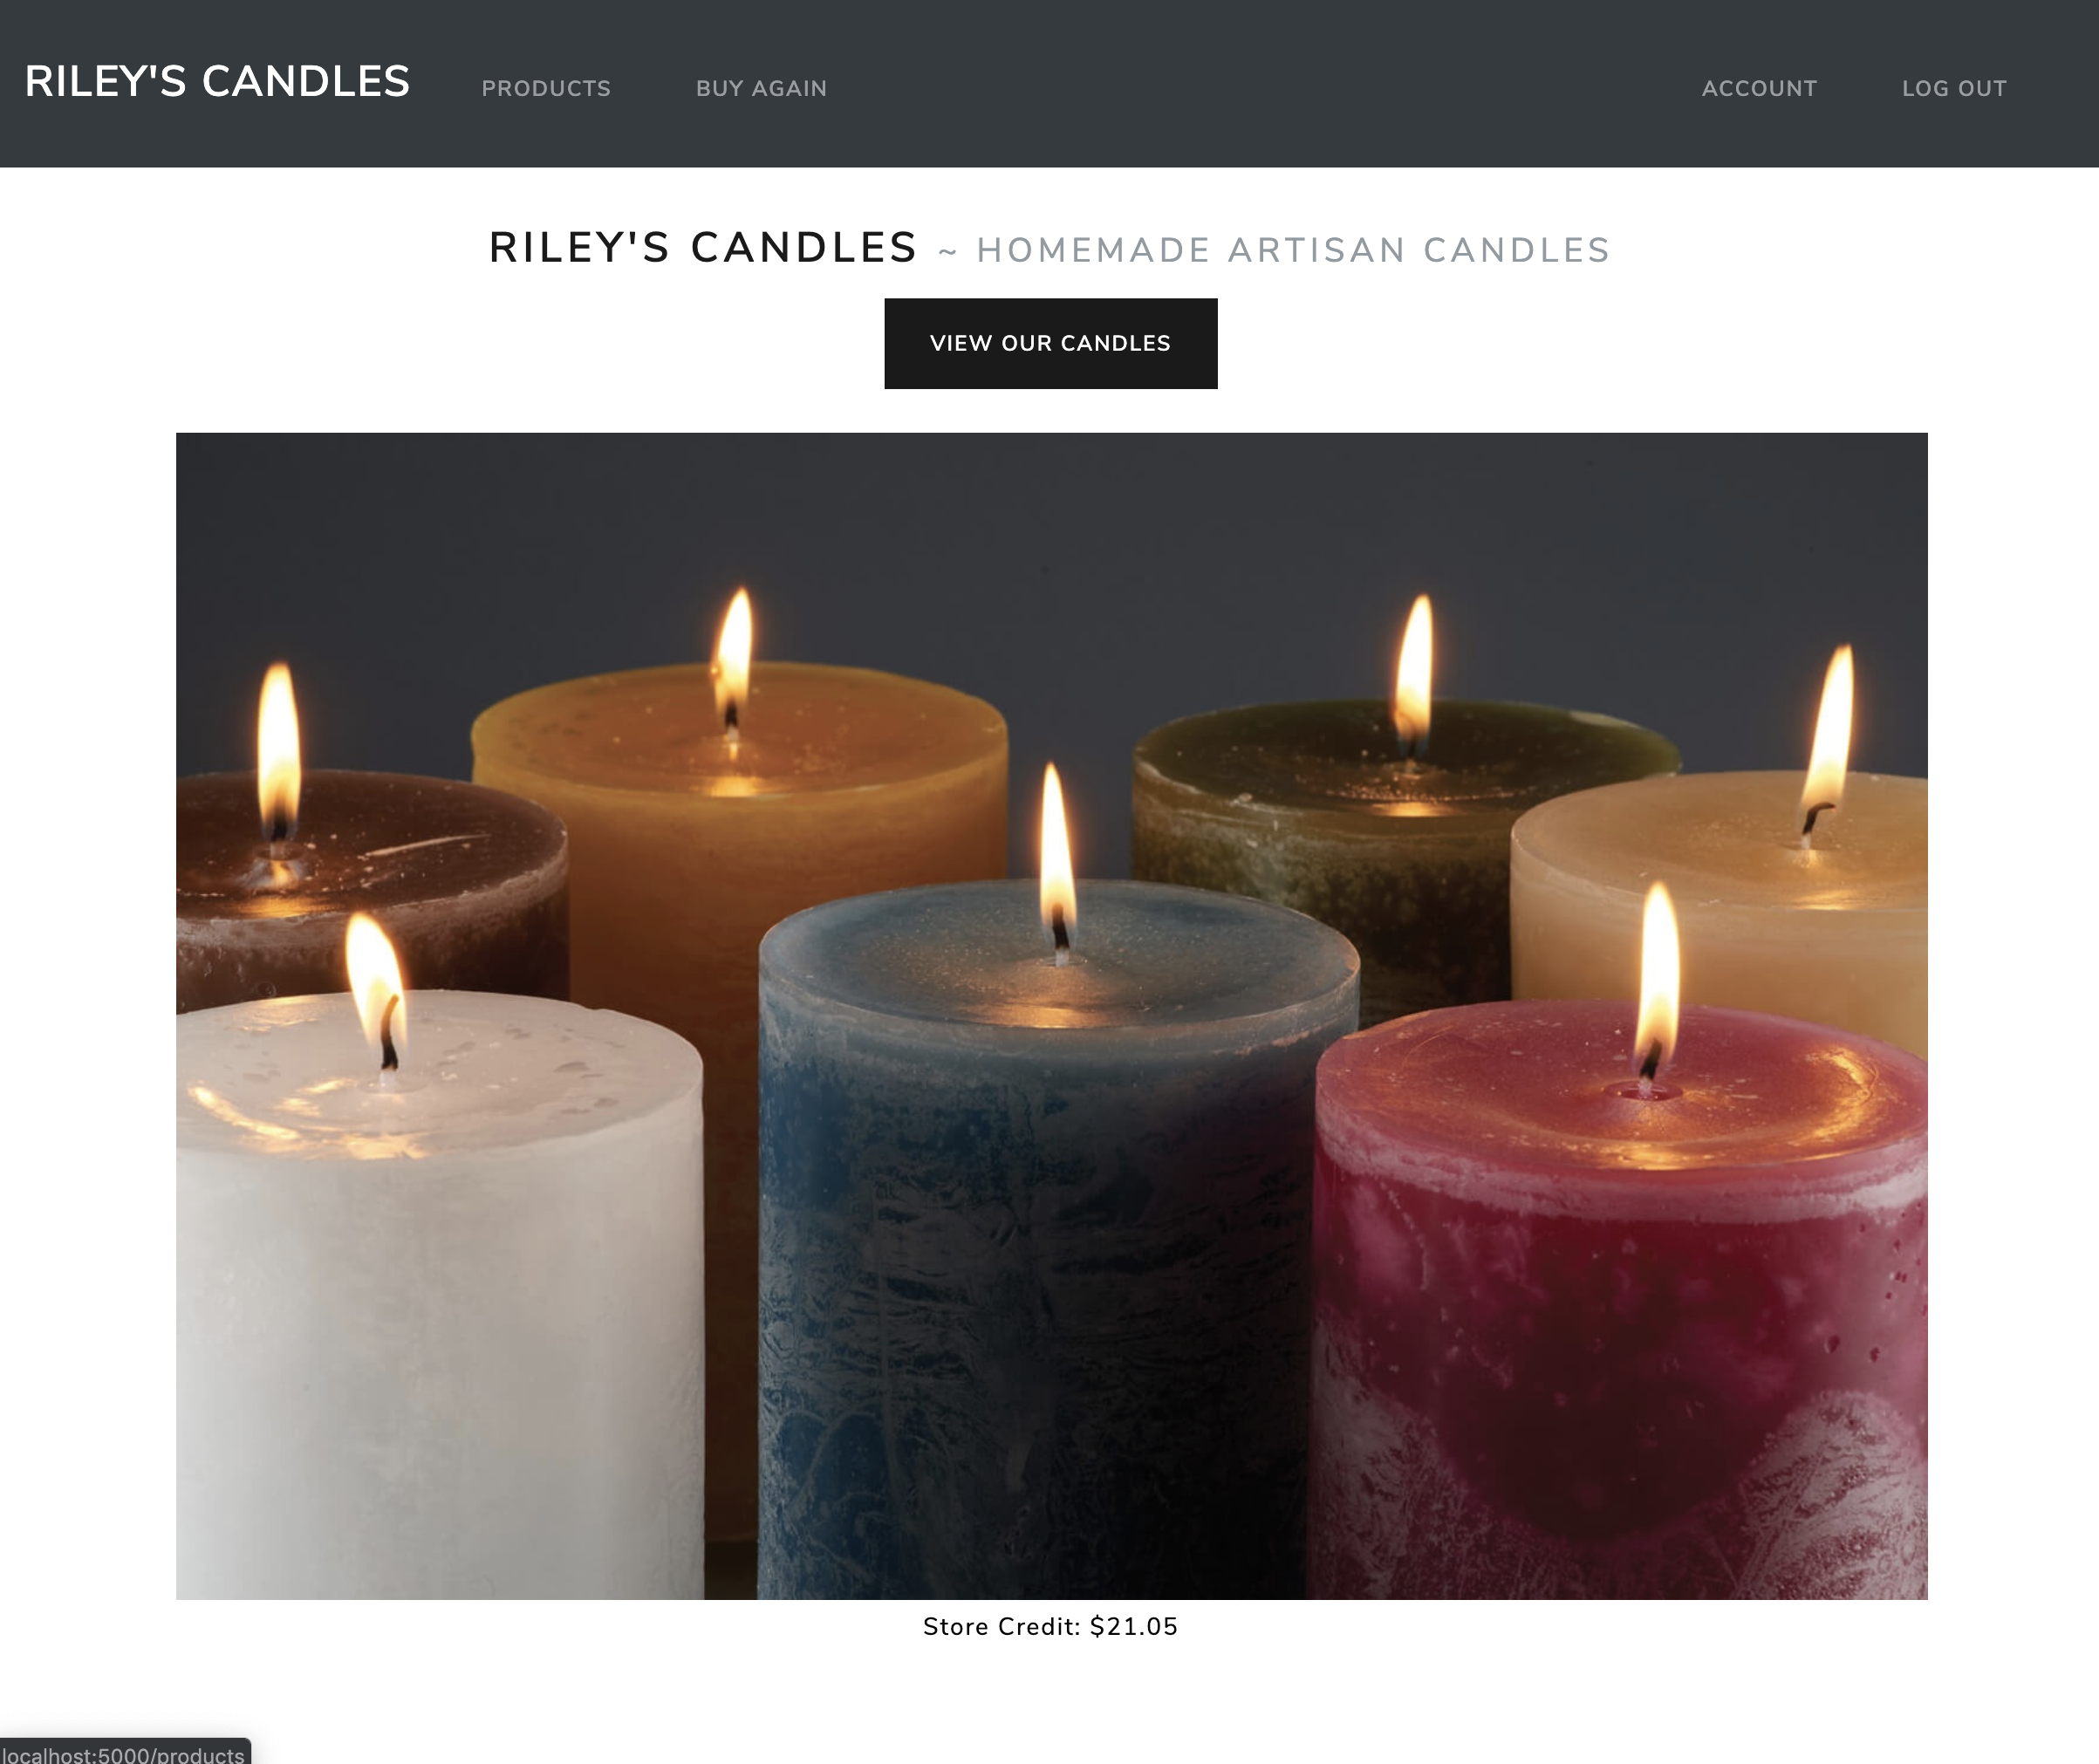 RILEY'S CANDLES PRODUCTS BUY AGAIN ACCOUNT LOG OUT
RILEY'S CANDLES ~ HOMEMADE ARTISAN CANDLES
VIEW OUR CANDLES
Store Credit: $21.05
localhost:5000/products